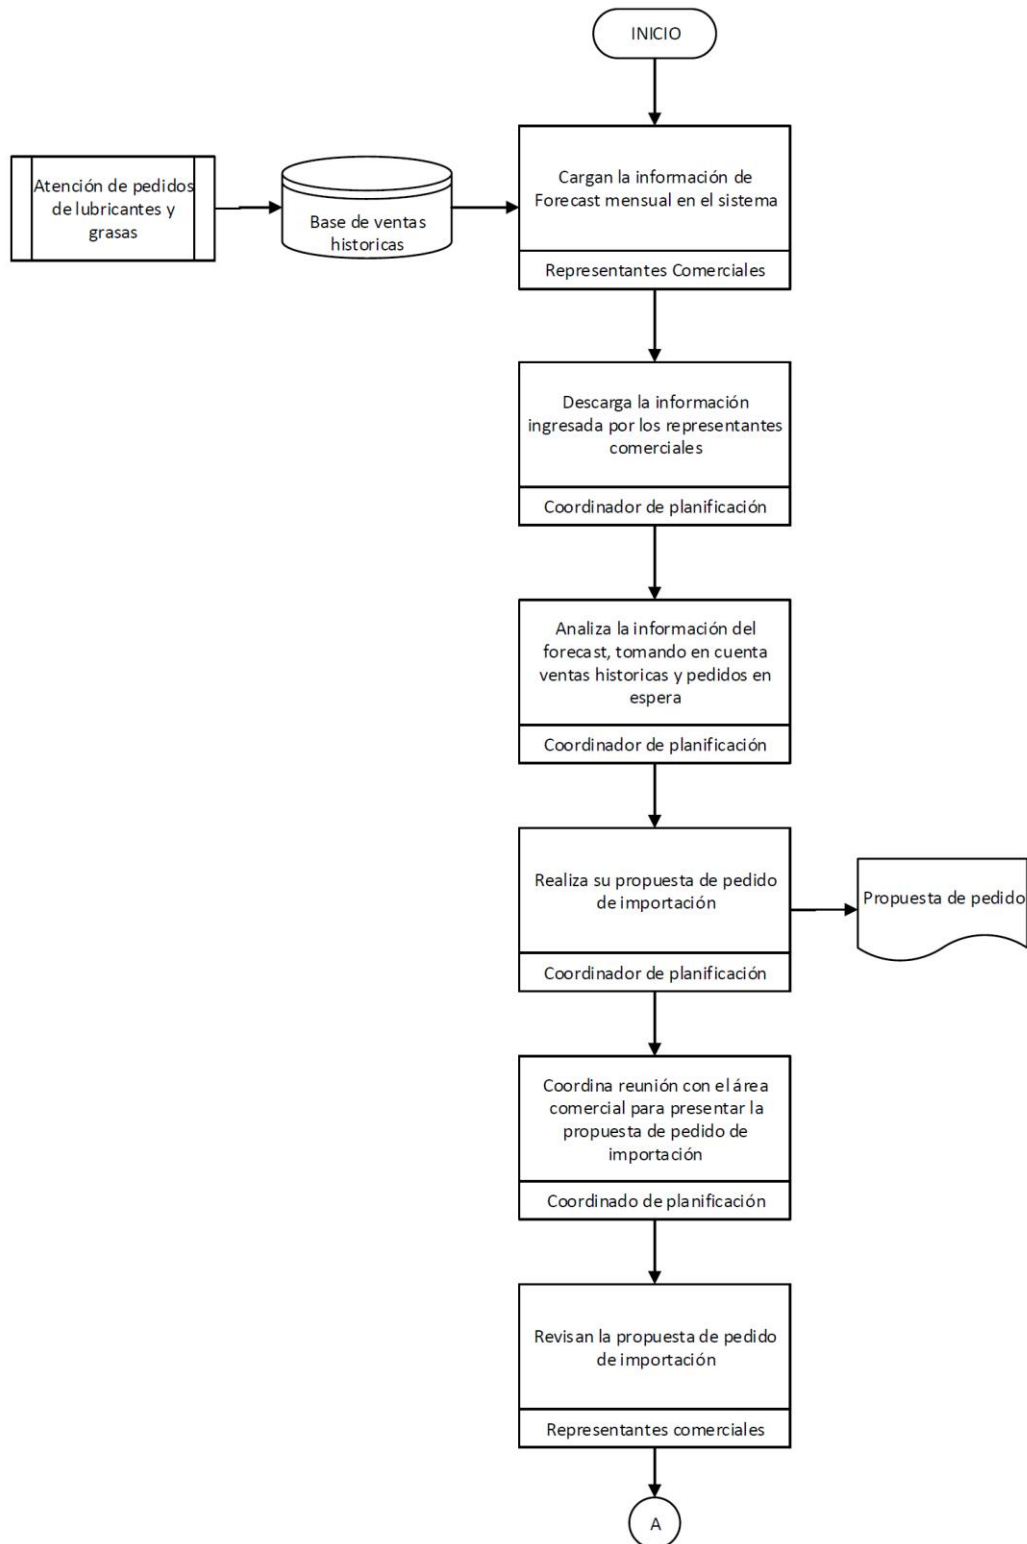 INICIO
Atención de pedidos
de lubricantes y
grasas
Base de ventas
historicas
Cargan la información de
Forecast mensual en el sistema
Representantes Comerciales
Descarga la información
ingresada por los representantes
comerciales
Coordinador de planificación
Analiza la información del
forecast, tomando en cuenta
ventas historicas y pedidos en
espera
Coordinador de planificación
Realiza su propuesta de pedido
de importación
Coordinador de planificación
Propuesta de pedido
Coordina reunión con el área
comercial para presentar la
propuesta de pedido de
importación
Coordinado de planificación
Revisan la propuesta de pedido
de importación
Representantes comerciales
A